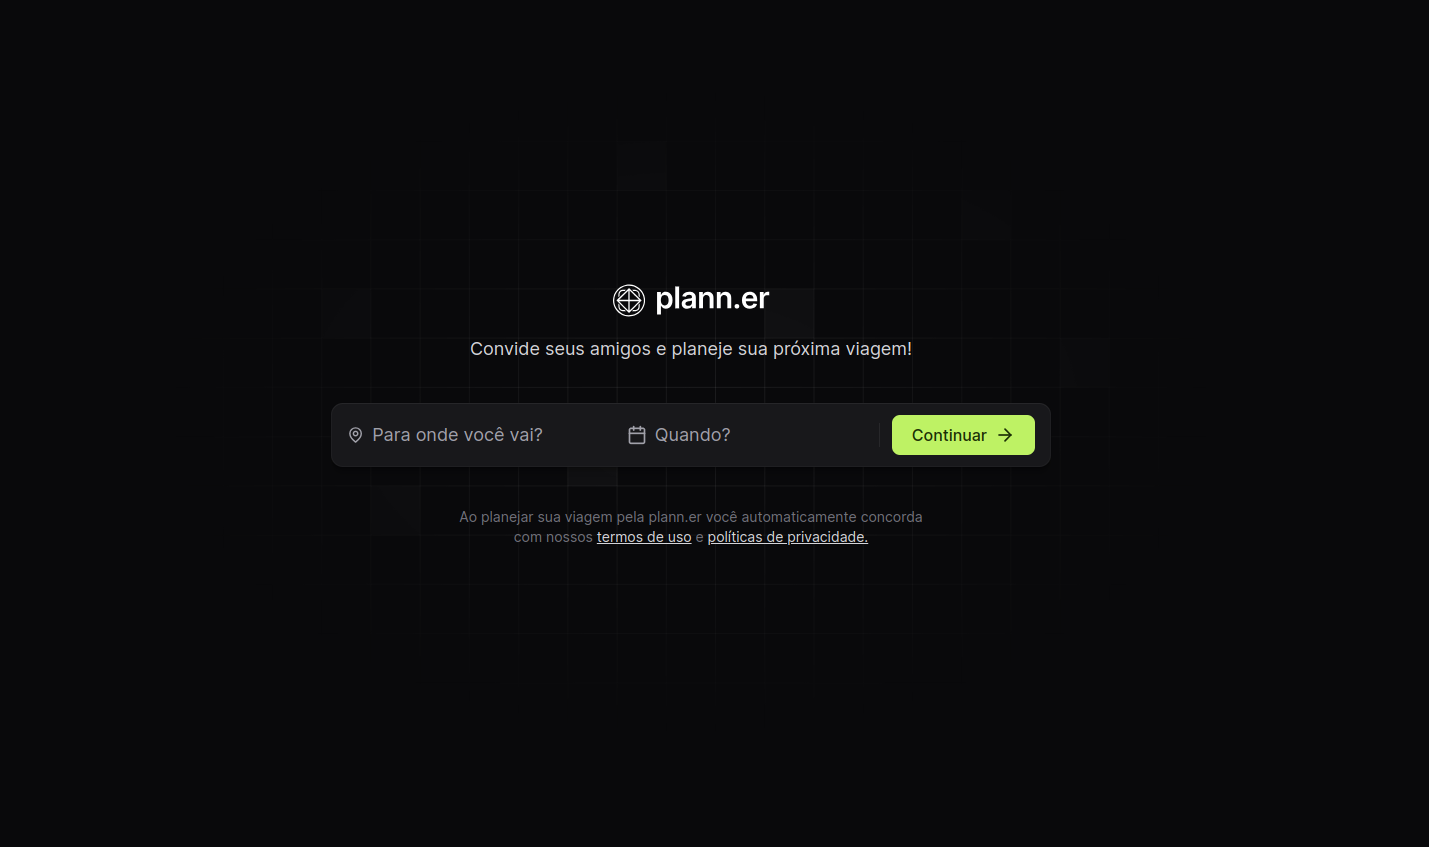 plann.er
Convide seus amigos e planeje sua próxima viagem!
Para onde você vai? Quando? Continuar
Ao planejar sua viagem pela plann.er você automaticamente concorda
com nossos termos de uso e políticas de privacidade.